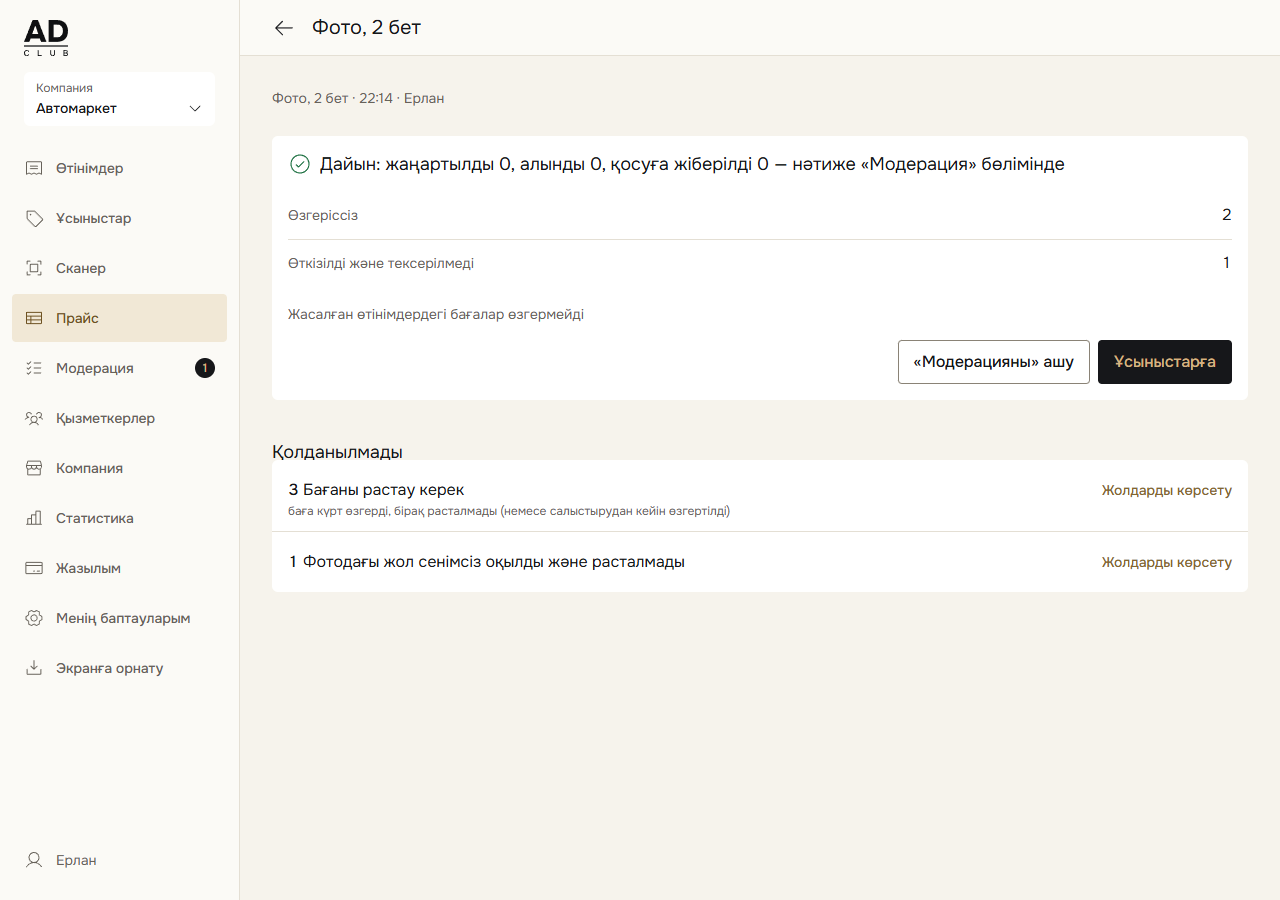 AD
CLUB
Компания
Автомаркет
Өтінімдер
Ұсыныстар
Сканер
Прайс
Модерация 1
Қызметкерлер
Компания
Статистика
Жазылым
Менің баптауларым
Экранға орнату
Ерлан
Фото, 2 бет
Фото, 2 бет · 22:14 · Ерлан
Дайын: жаңартылды 0, алынды 0, қосуға жіберілді 0 — нәтиже «Модерация» бөлімінде
Өзгеріссіз 2
Өткізілді және тексерілмеді 1
Жасалған өтінімдердегі бағалар өзгермейді
«Модерацияны» ашу Ұсыныстарға
Қолданылмады
3 Бағаны растау керек Жолдарды көрсету
баға күрт өзгерді, бірақ расталмады (немесе салыстырудан кейін өзгертілді)
1 Фотодағы жол сенімсіз оқылды және расталмады Жолдарды көрсету